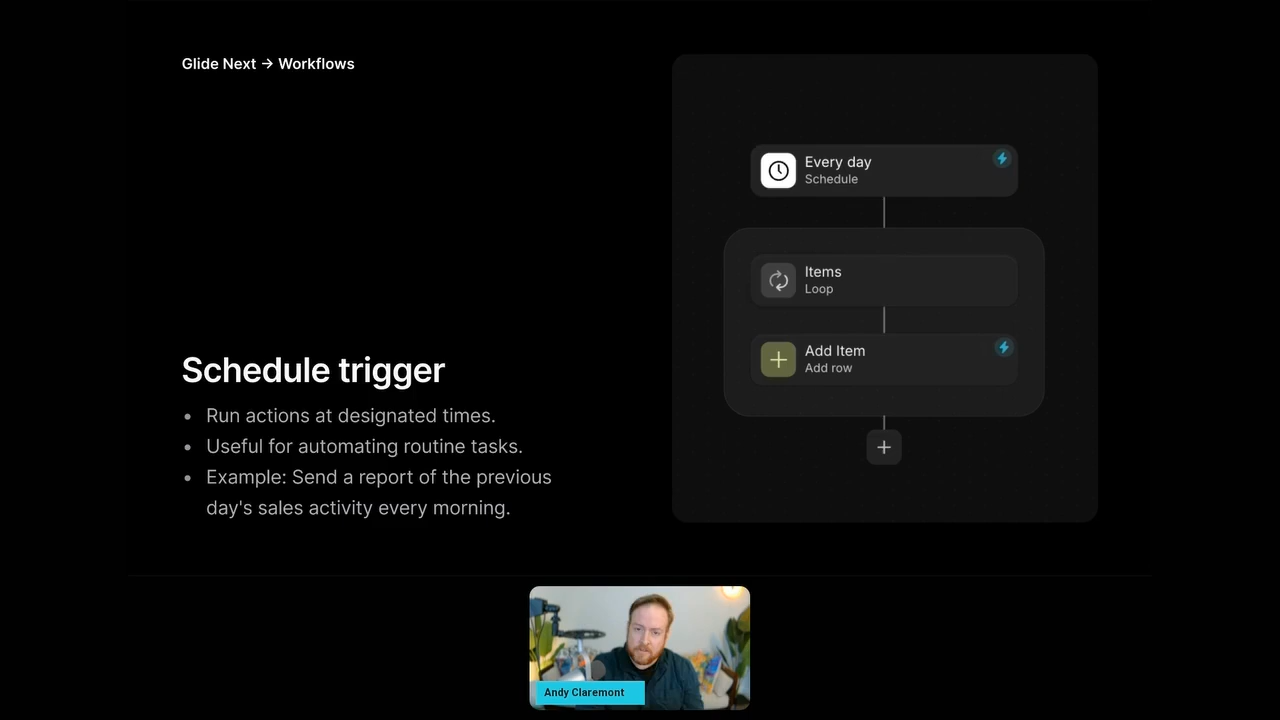 Glide Next → Workflows
Schedule trigger
• Run actions at designated times.
• Useful for automating routine tasks.
• Example: Send a report of the previous
day's sales activity every morning.
Every day
Schedule
Items
Loop
Add Item
Add row
Andy Claremont